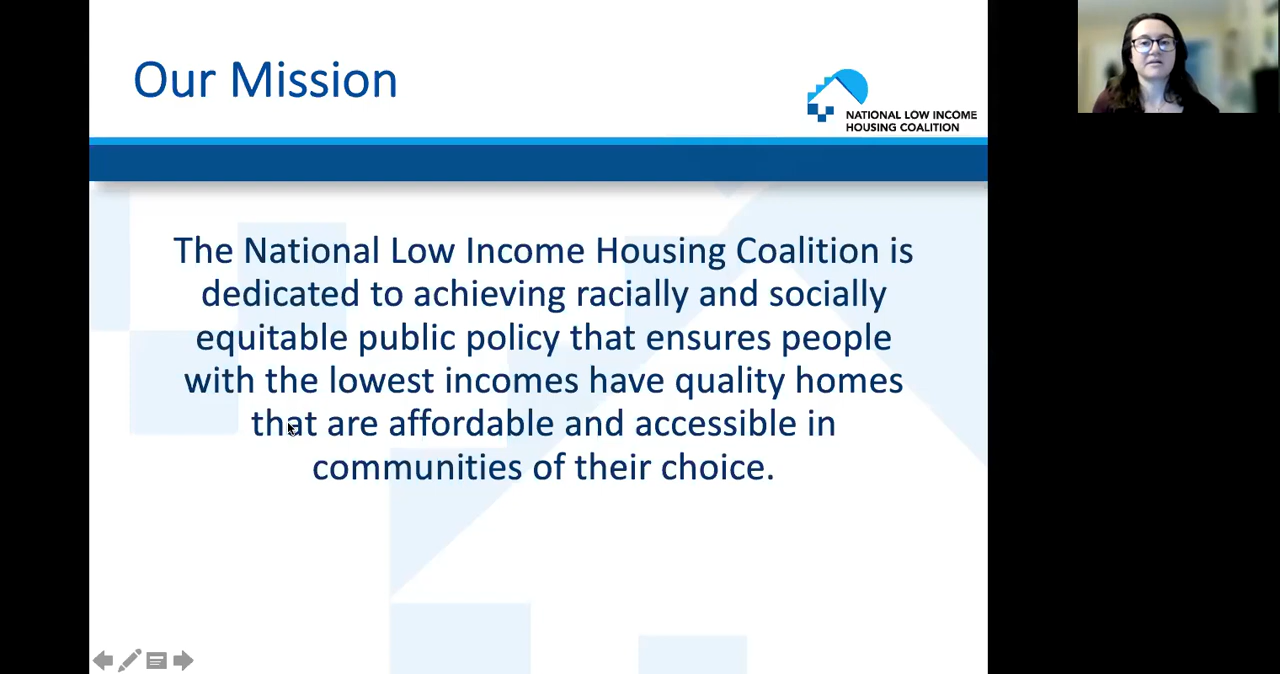 Our Mission
NATIONAL LOW INCOME
HOUSING COALITION
The National Low Income Housing Coalition is
dedicated to achieving racially and socially
equitable public policy that ensures people
with the lowest incomes have quality homes
that are affordable and accessible in
communities of their choice.